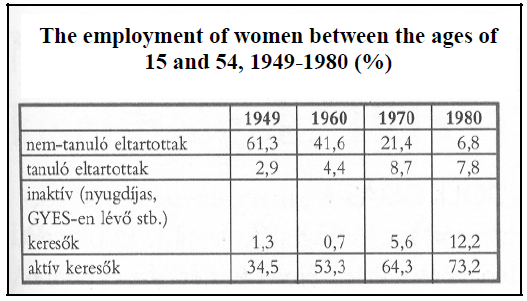 The employment of women between the ages of
15 and 54, 1949-1980 (%)
1949 1960 1970 1980
nem-tanuló eltartottak 61,3 41,6 21,4 6,8
tanuló eltartottak 2,9 4,4 8,7 7,8
inaktív (nyugdíjas,
GYES-en lévő stb.)
keresők 1,3 0,7 5,6 12,2
aktív keresők 34,5 53,3 64,3 73,2